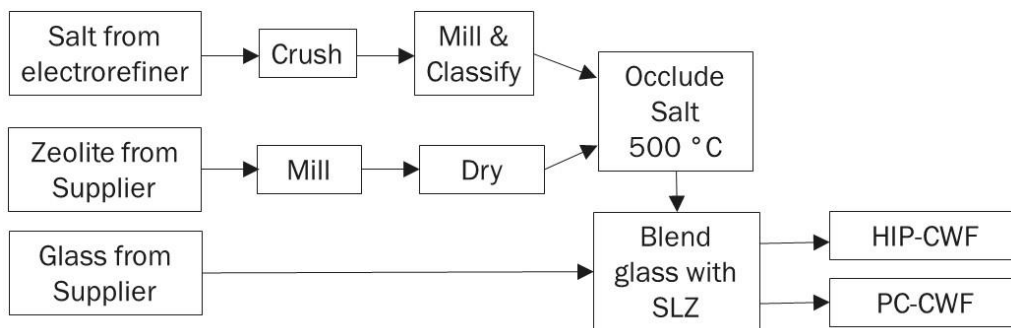 Salt from
electrorefiner
Crush
Mill &
Classify
Occlude
Salt
500 °C
Zeolite from
Supplier
Mill
Dry
Glass from
Supplier
Blend
glass with
SLZ
HIP-CWF
PC-CWF